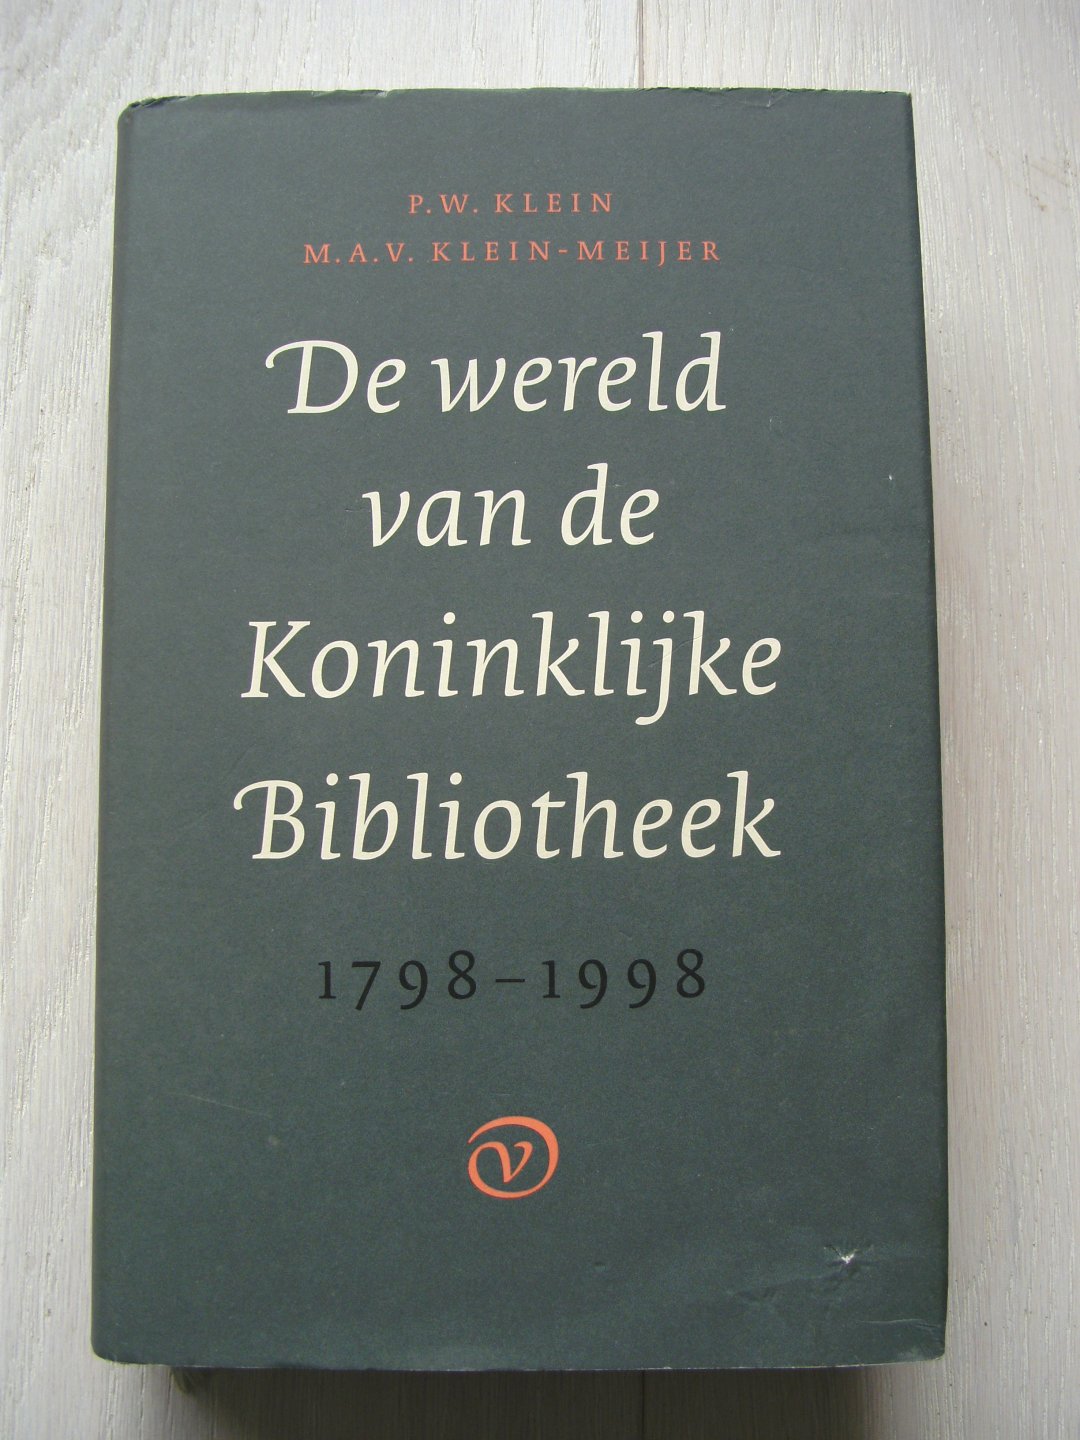 P.W. KLEIN
M.A.V. KLEIN-MEIJER
De wereld
van de
Koninklijke
Bibliotheek
1798–1998
v